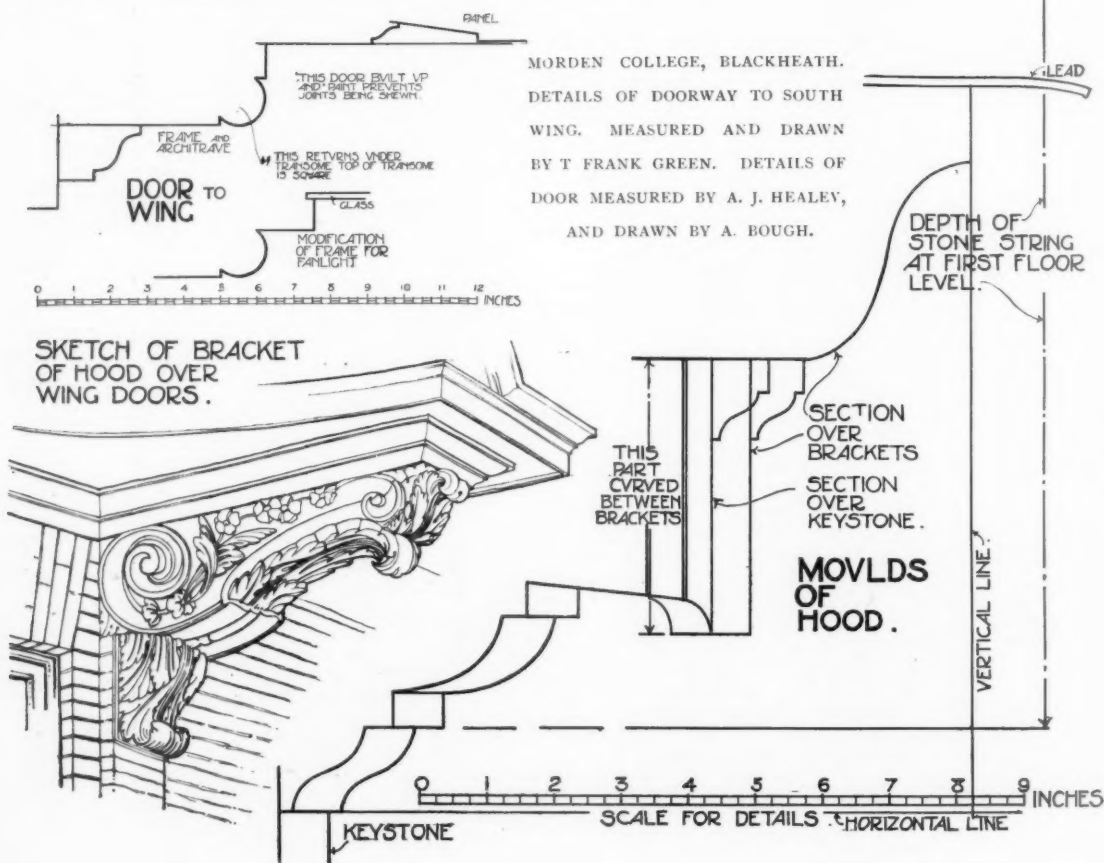 PANEL
"THIS DOOR BVILT VP
AND PAINT PREVENTS
JOINTS BEING SHEWN.
FRAME AND
ARCHITRAVE
THIS RETVRNS VNDER
TRANSOME TOP OF TRANSOME
IS SQVARE
DOOR TO
WING
GLASS
MODIFICATION
OF FRAME FOR
FANLIGHT
0 1 2 3 4 5 6 7 8 9 10 11 12
INCHES
MORDEN COLLEGE, BLACKHEATH.
DETAILS OF DOORWAY TO SOUTH
WING. MEASURED AND DRAWN
BY T FRANK GREEN. DETAILS OF
DOOR MEASURED BY A. J. HEALEY,
AND DRAWN BY A. BOUGH.
LEAD
DEPTH OF
STONE STRING
AT FIRST FLOOR
LEVEL.
SKETCH OF BRACKET
OF HOOD OVER
WING DOORS.
THIS
PART
CVRVED
BETWEEN
BRACKETS
SECTION
OVER
BRACKETS
SECTION
OVER
KEYSTONE.
MOVLDS
OF
HOOD.
VERTICAL LINE.
0 1 2 3 4 5 6 7 8 9
INCHES
SCALE FOR DETAILS.
HORIZONTAL LINE
KEYSTONE